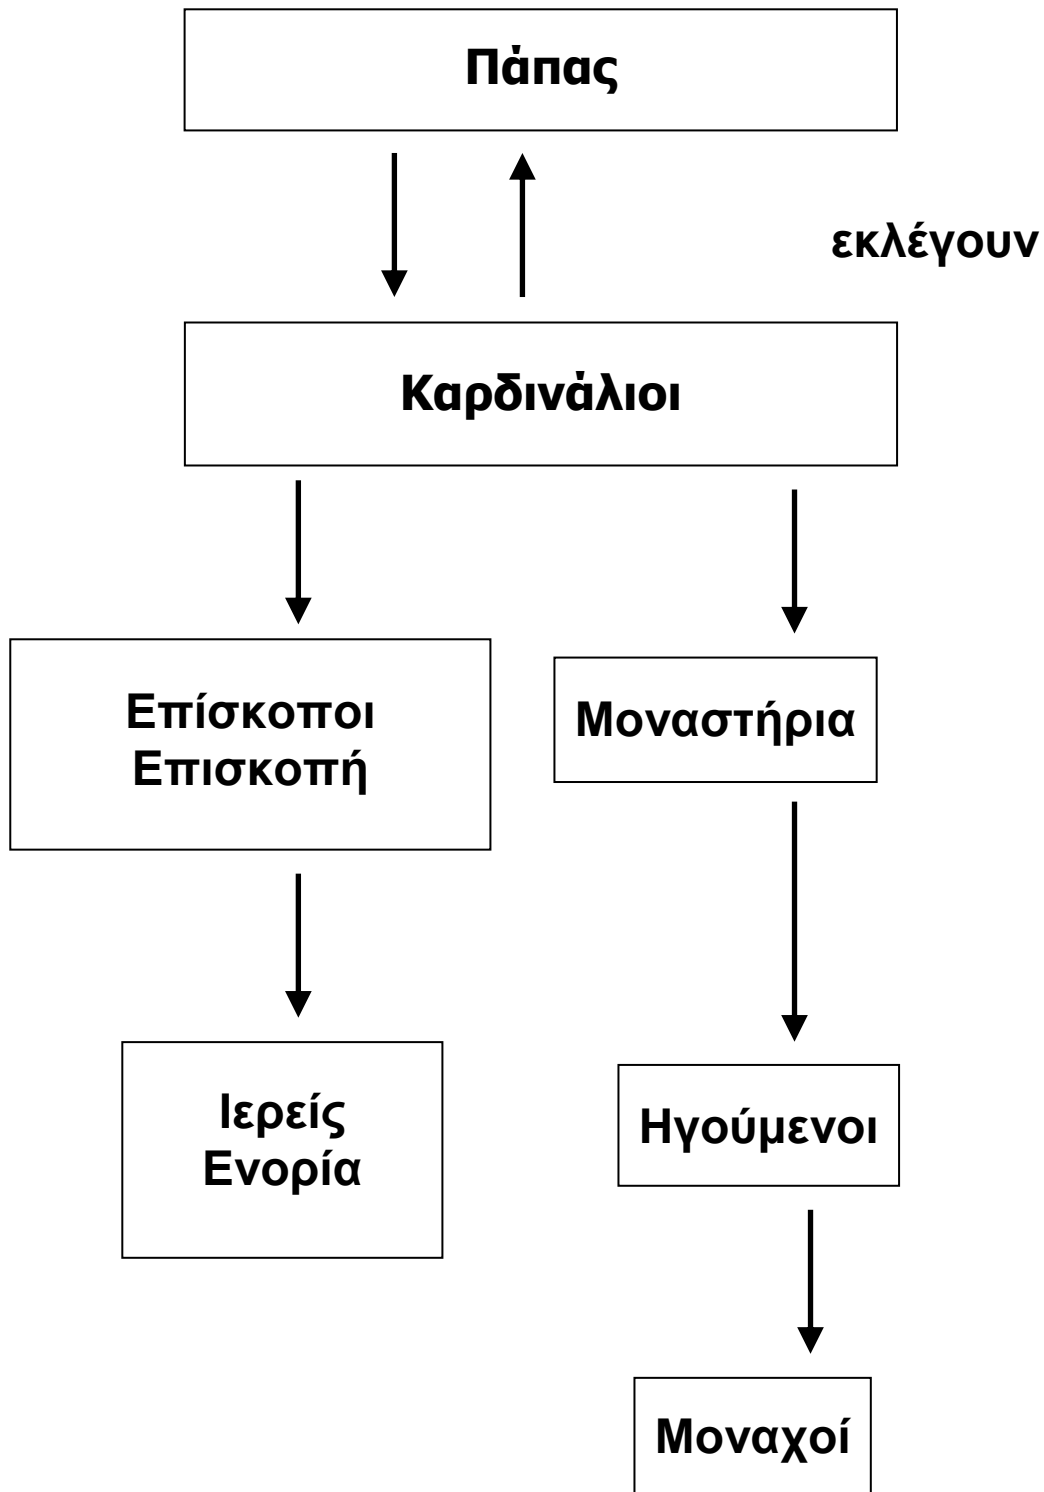 Πάπας
εκλέγουν
Καρδινάλιοι
Επίσκοποι
Επισκοπή
Μοναστήρια
Ιερείς
Ενορία
Ηγούμενοι
Μοναχοί